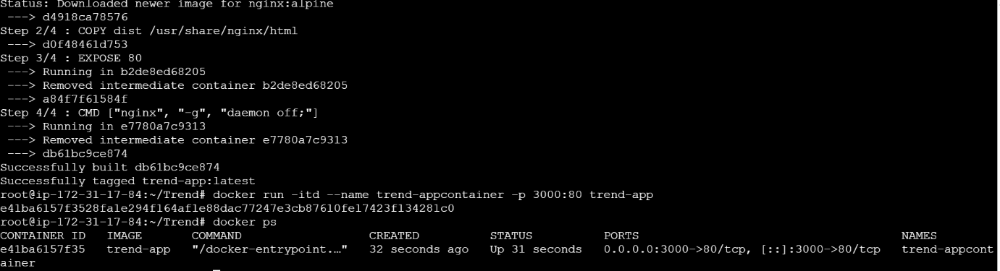 Status: Downloaded newer image for nginx:alpine
 ---> d4918ca78576
Step 2/4 : COPY dist /usr/share/nginx/html
 ---> d0f48461d753
Step 3/4 : EXPOSE 80
 ---> Running in b2de8ed68205
 ---> Removed intermediate container b2de8ed68205
 ---> a84f7f61584f
Step 4/4 : CMD ["nginx", "-g", "daemon off;"]
 ---> Running in e7780a7c9313
 ---> Removed intermediate container e7780a7c9313
 ---> db61bc9ce874
Successfully built db61bc9ce874
Successfully tagged trend-app:latest
root@ip-172-31-17-84:~/Trend# docker run -itd --name trend-appcontainer -p 3000:80 trend-app
e41ba6157f3528fa1e294f164af1e88dac77247e3cb87610fe17423f134281c0
root@ip-172-31-17-84:~/Trend# docker ps
CONTAINER ID   IMAGE       COMMAND                  CREATED          STATUS          PORTS                                     NAMES
e41ba6157f35   trend-app   "/docker-entrypoint.…"   32 seconds ago   Up 31 seconds   0.0.0.0:3000->80/tcp, [::]:3000->80/tcp   trend-appcont
ainer